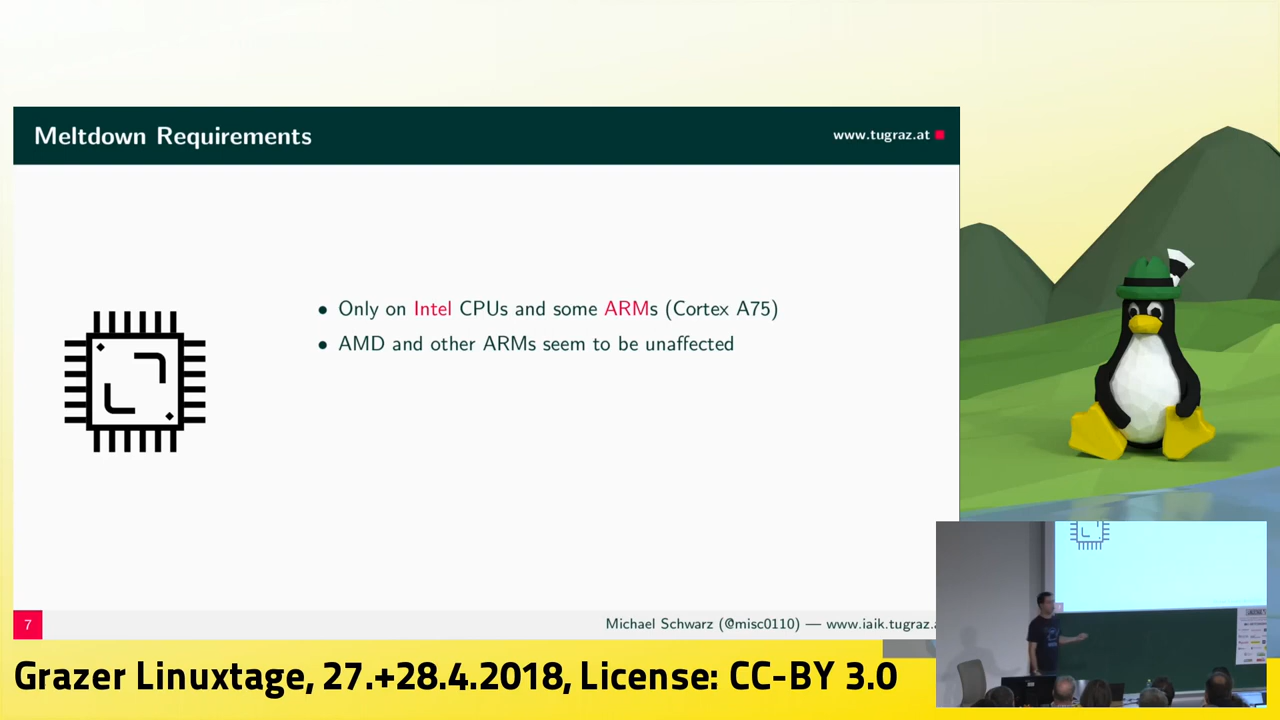 Meltdown Requirements
www.tugraz.at
• Only on Intel CPUs and some ARMs (Cortex A75)
• AMD and other ARMs seem to be unaffected
7
Michael Schwarz (@misc0110) — www.iaik.tugraz.
Grazer Linuxtage, 27.+28.4.2018, License: CC-BY 3.0